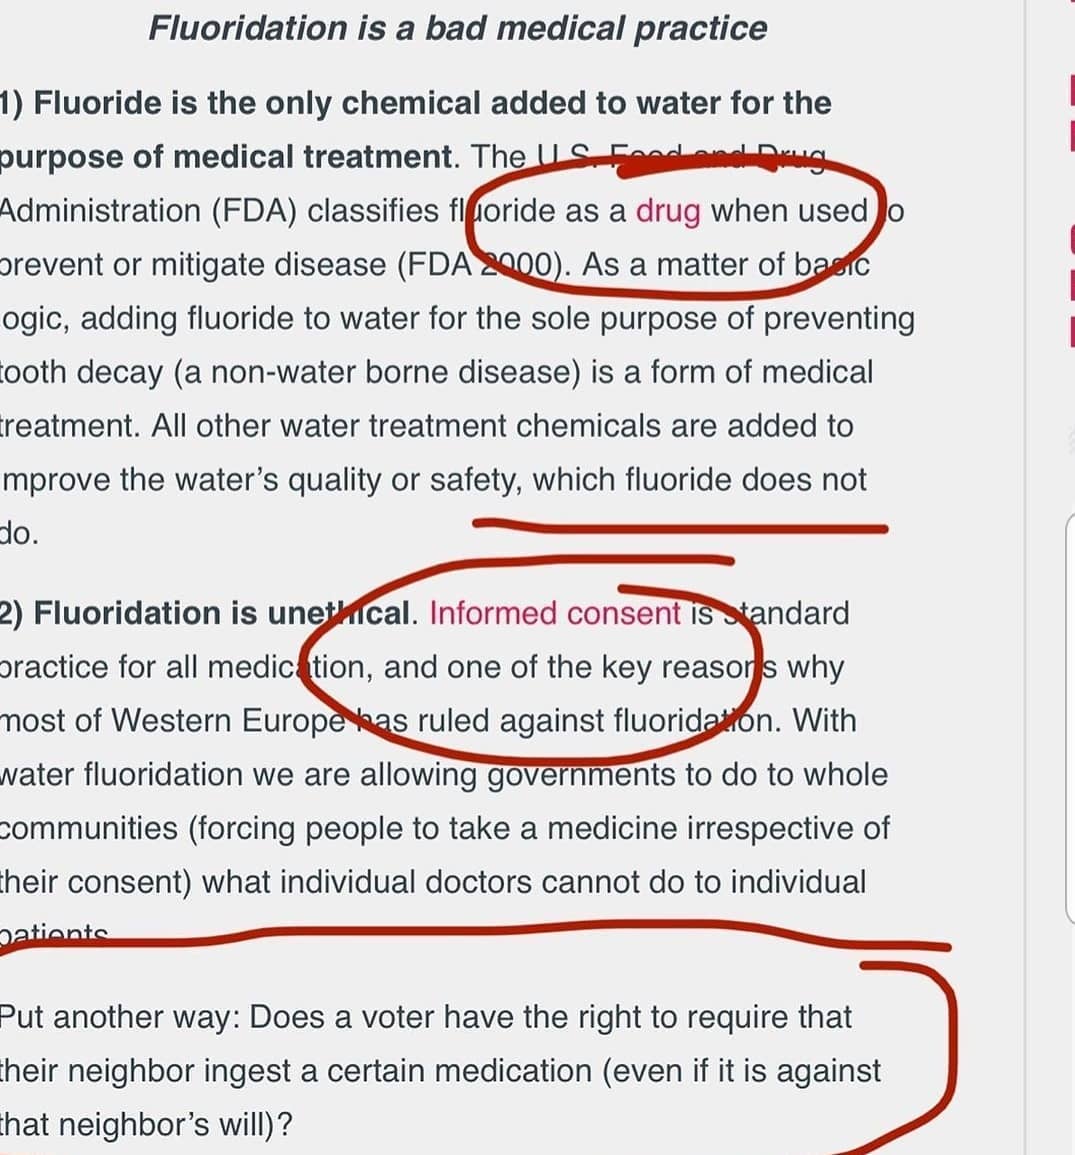 Fluoridation is a bad medical practice
1) Fluoride is the only chemical added to water for the
purpose of medical treatment. The U.S. Food and Drug
Administration (FDA) classifies fluoride as a drug when used o
prevent or mitigate disease (FDA 2000). As a matter of basic
ogic, adding fluoride to water for the sole purpose of preventing
tooth decay (a non-water borne disease) is a form of medical
treatment. All other water treatment chemicals are added to
mprove the water's quality or safety, which fluoride does not
do.
2) Fluoridation is unethical. Informed consent is standard
practice for all medication, and one of the key reasons why
most of Western Europe has ruled against fluoridation. With
water fluoridation we are allowing governments to do to whole
communities (forcing people to take a medicine irrespective of
their consent) what individual doctors cannot do to individual
patients
Put another way: Does a voter have the right to require that
their neighbor ingest a certain medication (even if it is against
that neighbor's will)?